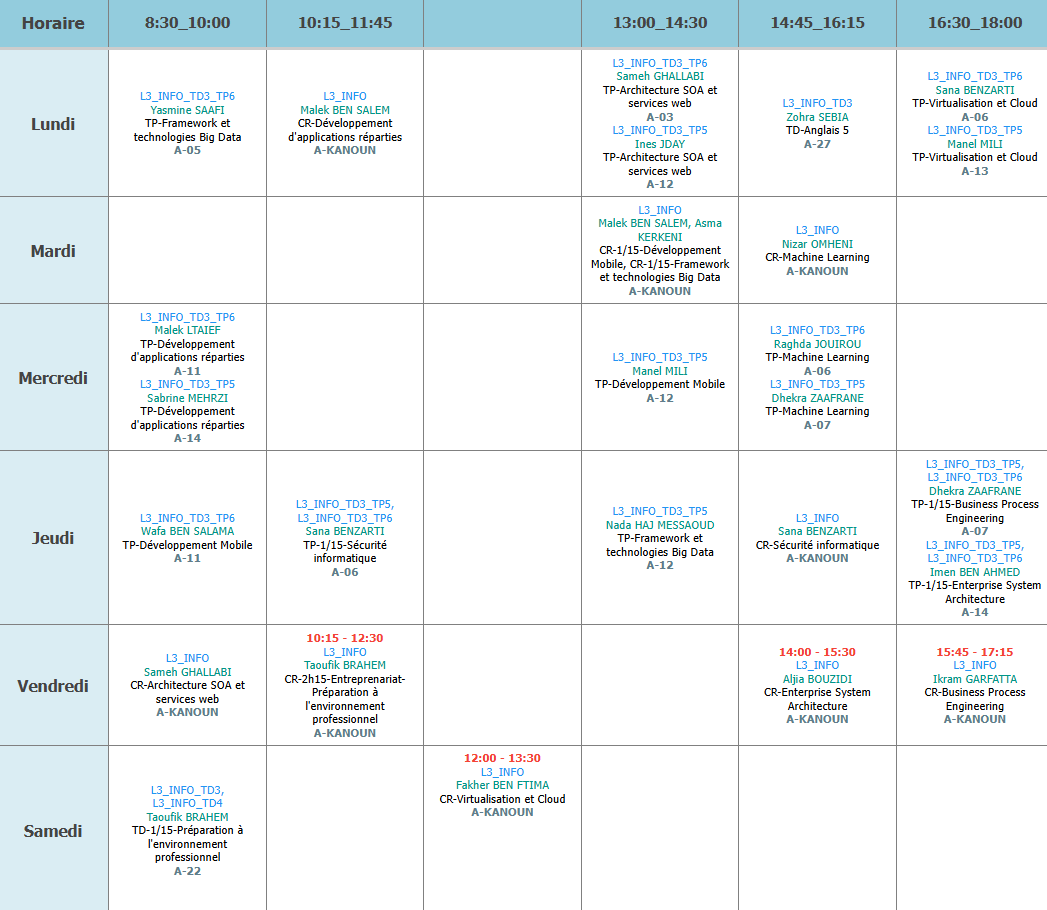 Horaire
8:30_10:00
10:15_11:45
13:00_14:30
14:45_16:15
16:30_18:00
Lundi
L3_INFO_TD3_TP6
Yasmine SAAFI
TP-Framework et
technologies Big Data
A-05
L3_INFO
Malek BEN SALEM
CR-Développement
d'applications réparties
A-KANOUN
L3_INFO_TD3_TP6
Sameh GHALLABI
TP-Architecture SOA et
services web
A-03
L3_INFO_TD3_TP5
Ines JDAY
TP-Architecture SOA et
services web
A-12
L3_INFO_TD3
Zohra SEBIA
TD-Anglais 5
A-27
L3_INFO_TD3_TP6
Sana BENZARTI
TP-Virtualisation et Cloud
A-06
L3_INFO_TD3_TP5
Manel MILI
TP-Virtualisation et Cloud
A-13
Mardi
L3_INFO
Malek BEN SALEM, Asma
KERKENI
CR-1/15-Développement
Mobile, CR-1/15-Framework
et technologies Big Data
A-KANOUN
L3_INFO
Nizar OMHENI
CR-Machine Learning
A-KANOUN
Mercredi
L3_INFO_TD3_TP6
Malek LTAIEF
TP-Développement
d'applications réparties
A-11
L3_INFO_TD3_TP5
Sabrine MEHRZI
TP-Développement
d'applications réparties
A-14
L3_INFO_TD3_TP5
Manel MILI
TP-Développement Mobile
A-12
L3_INFO_TD3_TP6
Raghda JOUIROU
TP-Machine Learning
A-06
L3_INFO_TD3_TP5
Dhekra ZAAFRANE
TP-Machine Learning
A-07
Jeudi
L3_INFO_TD3_TP6
Wafa BEN SALAMA
TP-Développement Mobile
A-11
L3_INFO_TD3_TP5,
L3_INFO_TD3_TP6
Sana BENZARTI
TP-1/15-Sécurité
informatique
A-06
L3_INFO_TD3_TP5
Nada HAJ MESSAOUD
TP-Framework et
technologies Big Data
A-12
L3_INFO
Sana BENZARTI
CR-Sécurité informatique
A-KANOUN
L3_INFO_TD3_TP5,
L3_INFO_TD3_TP6
Dhekra ZAAFRANE
TP-1/15-Business Process
Engineering
A-07
L3_INFO_TD3_TP5,
L3_INFO_TD3_TP6
Imen BEN AHMED
TP-1/15-Enterprise System
Architecture
A-14
Vendredi
L3_INFO
Sameh GHALLABI
CR-Architecture SOA et
services web
A-KANOUN
10:15 - 12:30
L3_INFO
Taoufik BRAHEM
CR-2h15-Entreprenariat-
Préparation à
l'environnement
professionnel
A-KANOUN
14:00 - 15:30
L3_INFO
Aljia BOUZIDI
CR-Enterprise System
Architecture
A-KANOUN
15:45 - 17:15
L3_INFO
Ikram GARFATTA
CR-Business Process
Engineering
A-KANOUN
Samedi
L3_INFO_TD3,
L3_INFO_TD4
Taoufik BRAHEM
TD-1/15-Préparation à
l'environnement
professionnel
A-22
12:00 - 13:30
L3_INFO
Fakher BEN FTIMA
CR-Virtualisation et Cloud
A-KANOUN